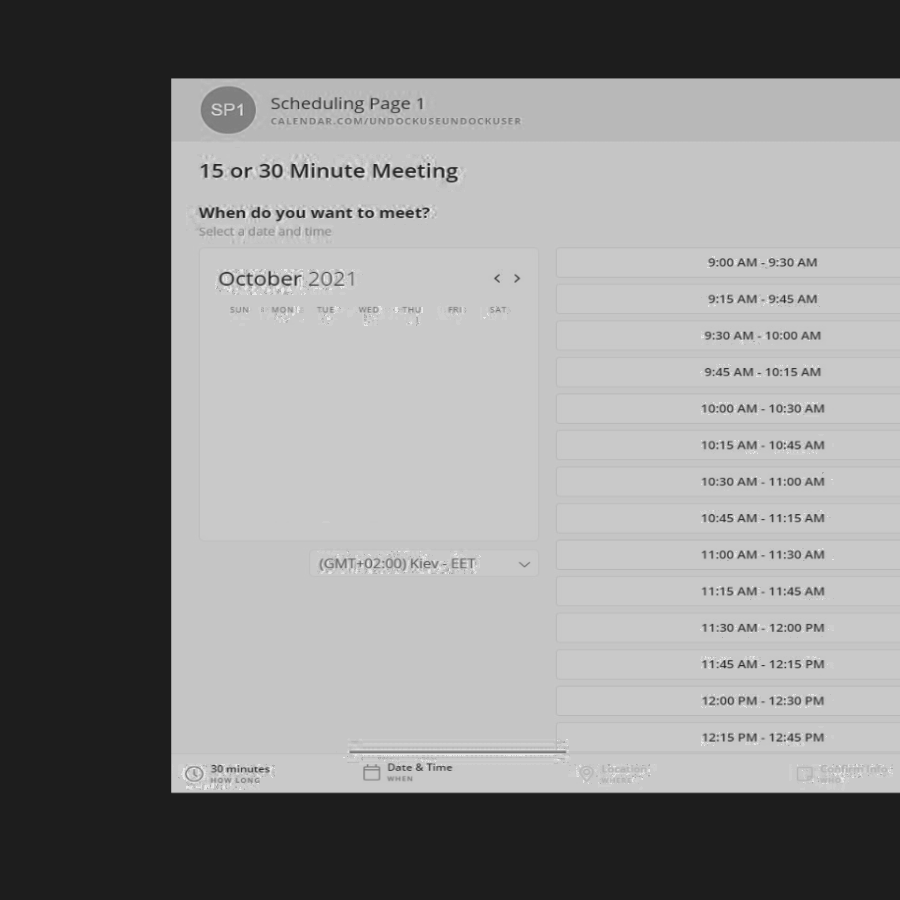 SP1
Scheduling Page 1
CALENDAR.COM/UNDOCKUSEUNDOCKUSER
15 or 30 Minute Meeting
When do you want to meet?
Select a date and time
October 2021
< >
SUN MON TUE WED THU FRI SAT
(GMT+02:00) Kiev - EET
9:00 AM - 9:30 AM
9:15 AM - 9:45 AM
9:30 AM - 10:00 AM
9:45 AM - 10:15 AM
10:00 AM - 10:30 AM
10:15 AM - 10:45 AM
10:30 AM - 11:00 AM
10:45 AM - 11:15 AM
11:00 AM - 11:30 AM
11:15 AM - 11:45 AM
11:30 AM - 12:00 PM
11:45 AM - 12:15 PM
12:00 PM - 12:30 PM
12:15 PM - 12:45 PM
30 minutes
HOW LONG
Date & Time
WHEN
Location
WHERE
Confirm Info
WHO